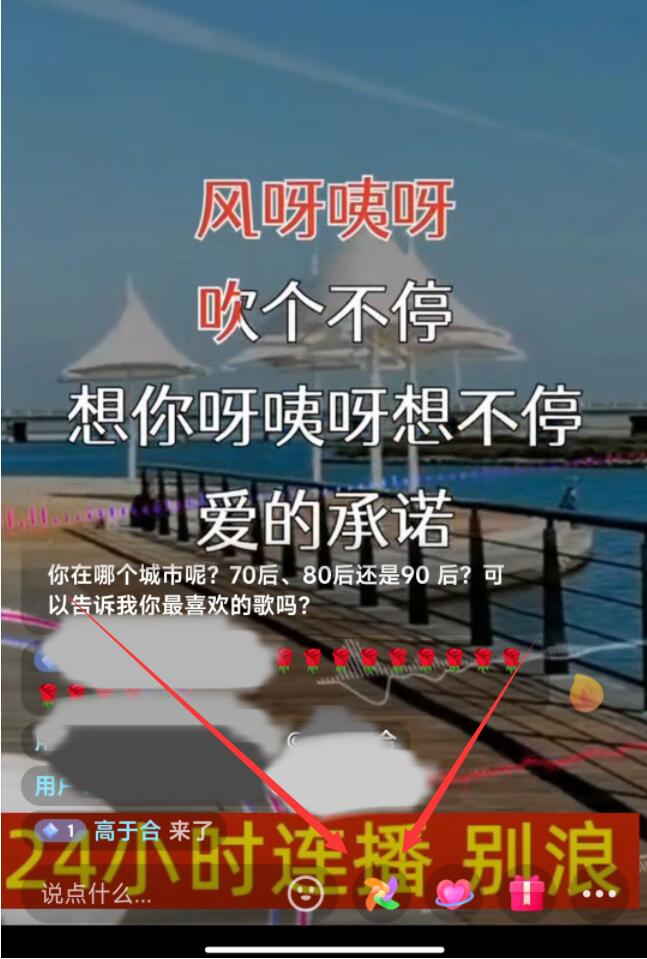 风呀咦呀
吹个不停
想你呀咦呀想不停
爱的承诺
你在哪个城市呢？70后、80后还是90 后？可
以告诉我你最喜欢的歌吗？
用户
1 高于合 来了
24小时连播 别浪
说点什么...